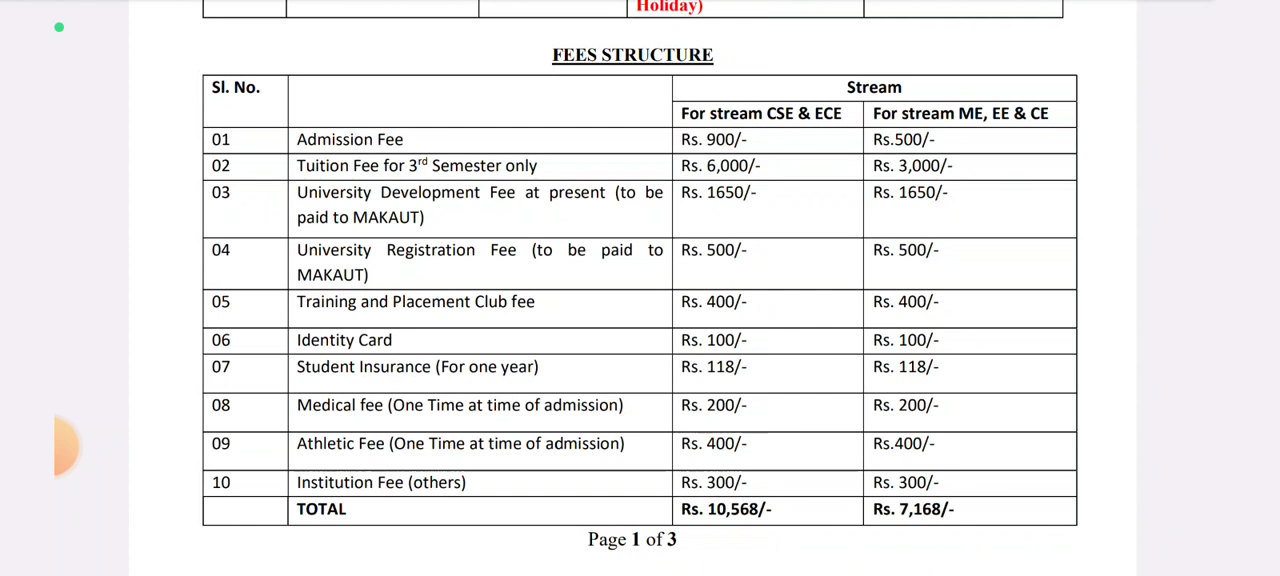 Holiday)
FEES STRUCTURE
Sl. No. Stream
For stream CSE & ECE For stream ME, EE & CE
01 Admission Fee Rs. 900/- Rs.500/-
02 Tuition Fee for 3rd Semester only Rs. 6,000/- Rs. 3,000/-
03 University Development Fee at present (to be Rs. 1650/- Rs. 1650/-
paid to MAKAUT)
04 University Registration Fee (to be paid to Rs. 500/- Rs. 500/-
MAKAUT)
05 Training and Placement Club fee Rs. 400/- Rs. 400/-
06 Identity Card Rs. 100/- Rs. 100/-
07 Student Insurance (For one year) Rs. 118/- Rs. 118/-
08 Medical fee (One Time at time of admission) Rs. 200/- Rs. 200/-
09 Athletic Fee (One Time at time of admission) Rs. 400/- Rs.400/-
10 Institution Fee (others) Rs. 300/- Rs. 300/-
TOTAL Rs. 10,568/- Rs. 7,168/-
Page 1 of 3